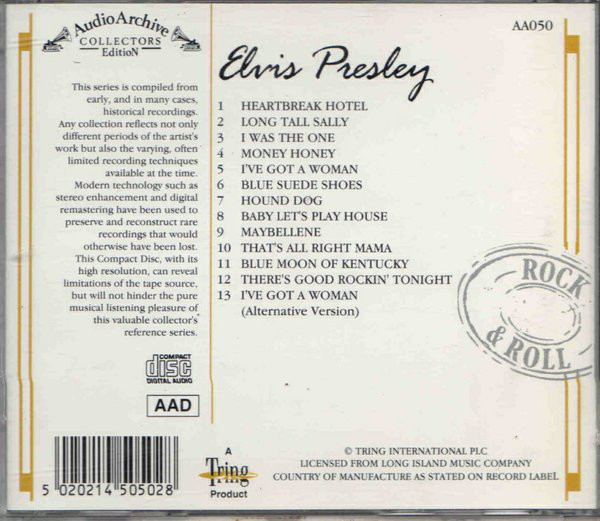 AudioArchive
COLLECTORS
EditioN
This series is compiled from
early, and in many cases,
historical recordings.
Any collection reflects not only
different periods of the artist's
work but also the varying, often
limited recording techniques
available at the time.
Modern technology such as
stereo enhancement and digital
remastering have been used to
preserve and reconstruct rare
recordings that would
otherwise have been lost.
This Compact Disc, with its
high resolution, can reveal
limitations of the tape source,
but will not hinder the pure
musical listening pleasure of
this valuable collector's
reference series.
COMPACT
disc
DIGITAL AUDIO
AAD
5 020214 505028
AA050
Elvis Presley
1 HEARTBREAK HOTEL
2 LONG TALL SALLY
3 I WAS THE ONE
4 MONEY HONEY
5 I'VE GOT A WOMAN
6 BLUE SUEDE SHOES
7 HOUND DOG
8 BABY LET'S PLAY HOUSE
9 MAYBELLENE
10 THAT'S ALL RIGHT MAMA
11 BLUE MOON OF KENTUCKY
12 THERE'S GOOD ROCKIN' TONIGHT
13 I'VE GOT A WOMAN
(Alternative Version)
ROCK
& ROLL
A
Tring
Product
© TRING INTERNATIONAL PLC
LICENSED FROM LONG ISLAND MUSIC COMPANY
COUNTRY OF MANUFACTURE AS STATED ON RECORD LABEL